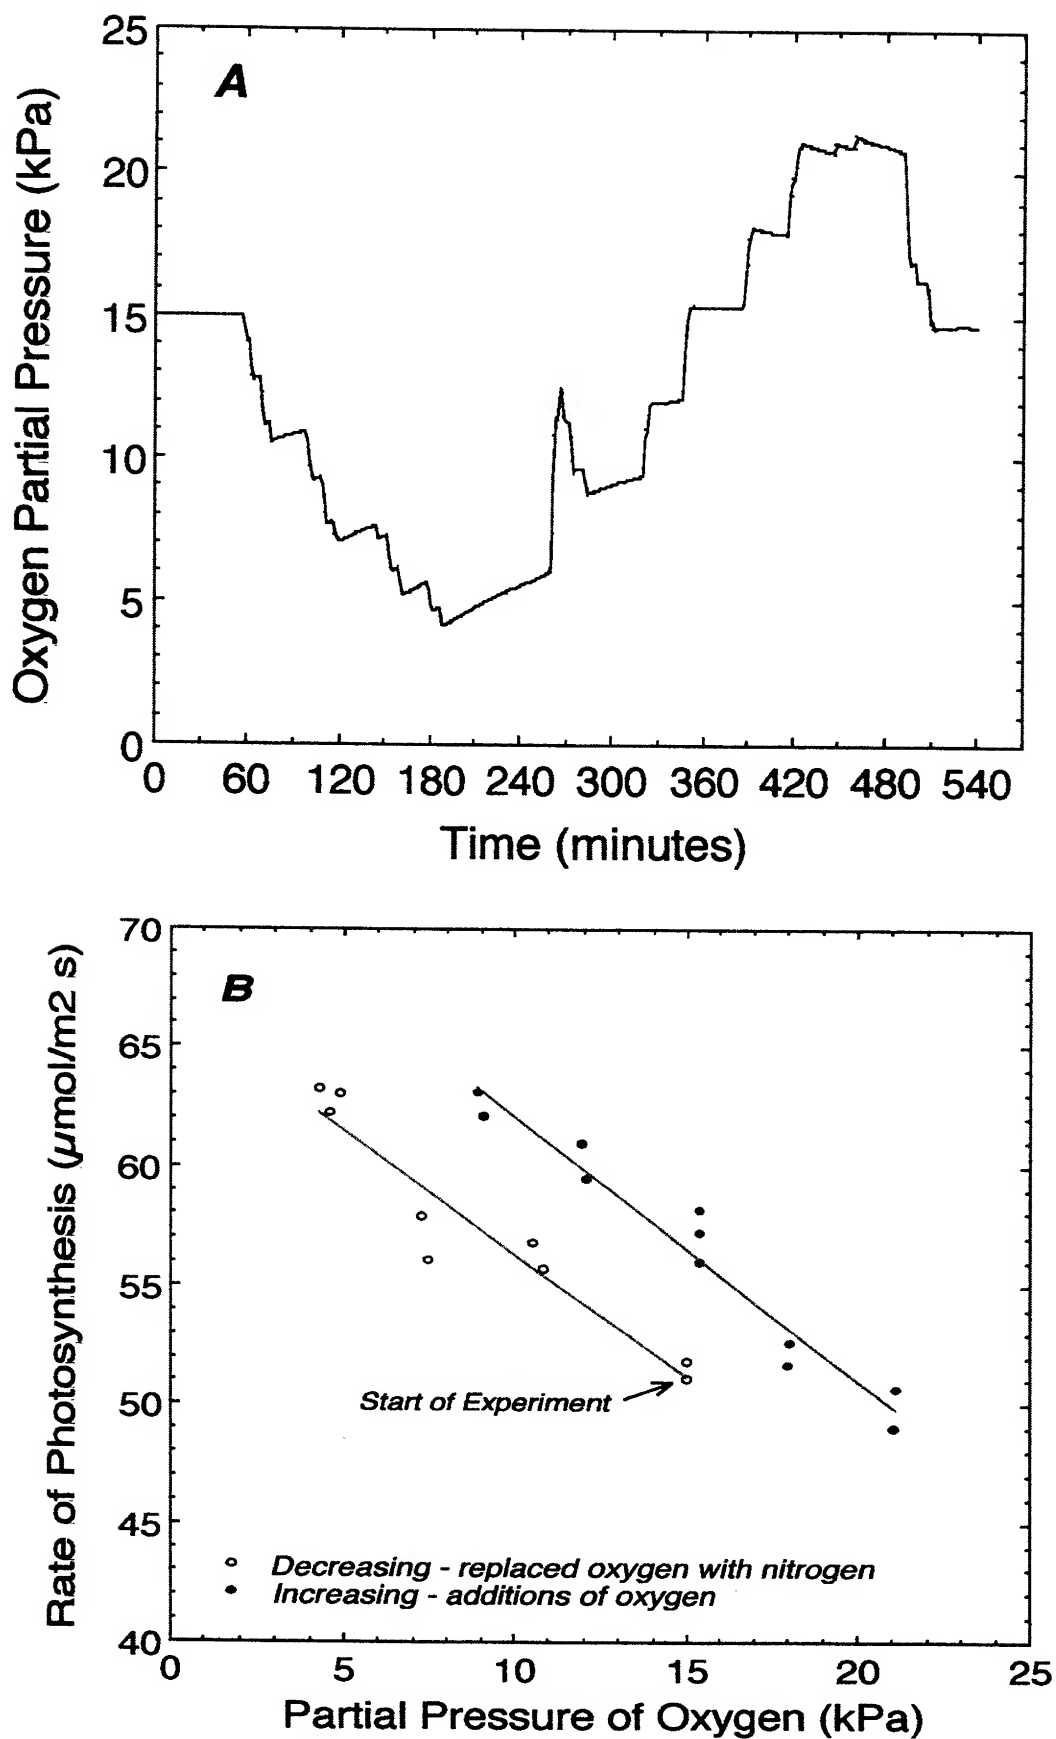 25
20
15
10
5
0
A
Oxygen Partial Pressure (kPa)
0 60 120 180 240 300 360 420 480 540
Time (minutes)
70
65
60
55
50
45
40
B
Rate of Photosynthesis (µmol/m2 s)
Start of Experiment
Decreasing - replaced oxygen with nitrogen
Increasing - additions of oxygen
0 5 10 15 20 25
Partial Pressure of Oxygen (kPa)